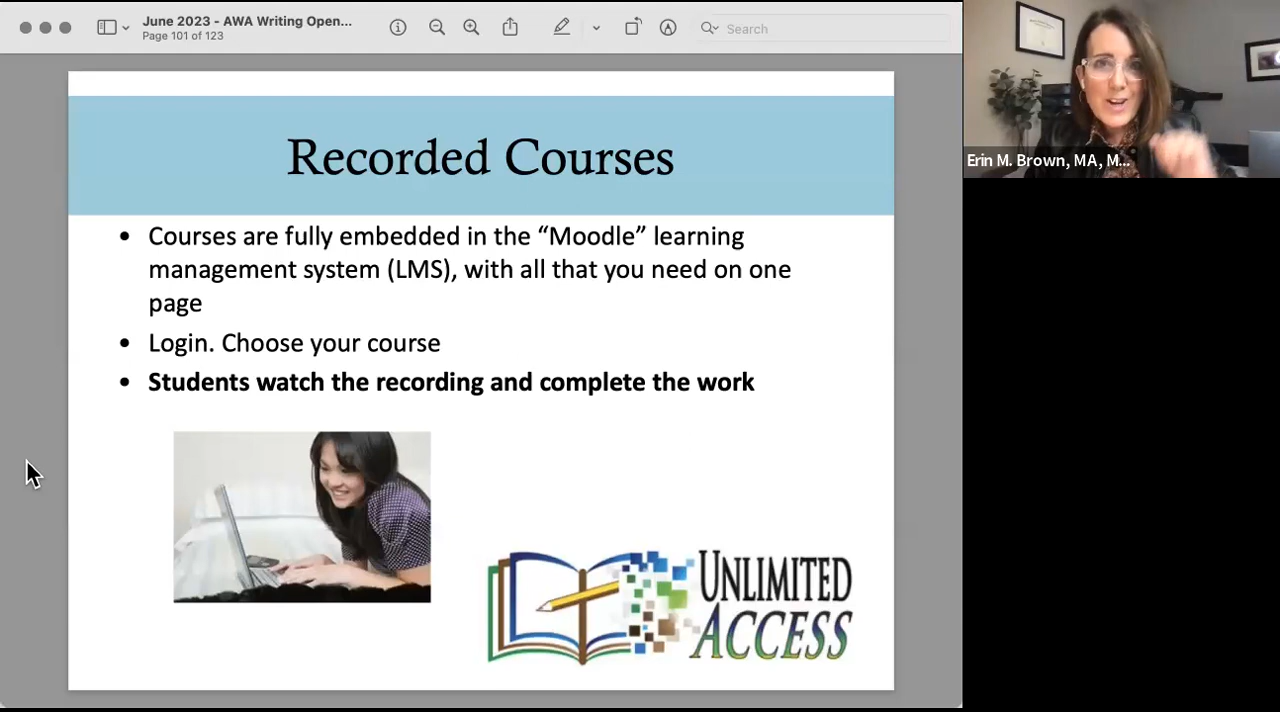 June 2023 - AWA Writing Open...
Page 101 of 123
Search
Erin M. Brown, MA, M...
Recorded Courses
• Courses are fully embedded in the “Moodle” learning
management system (LMS), with all that you need on one
page
• Login. Choose your course
• Students watch the recording and complete the work
UNLIMITED
ACCESS